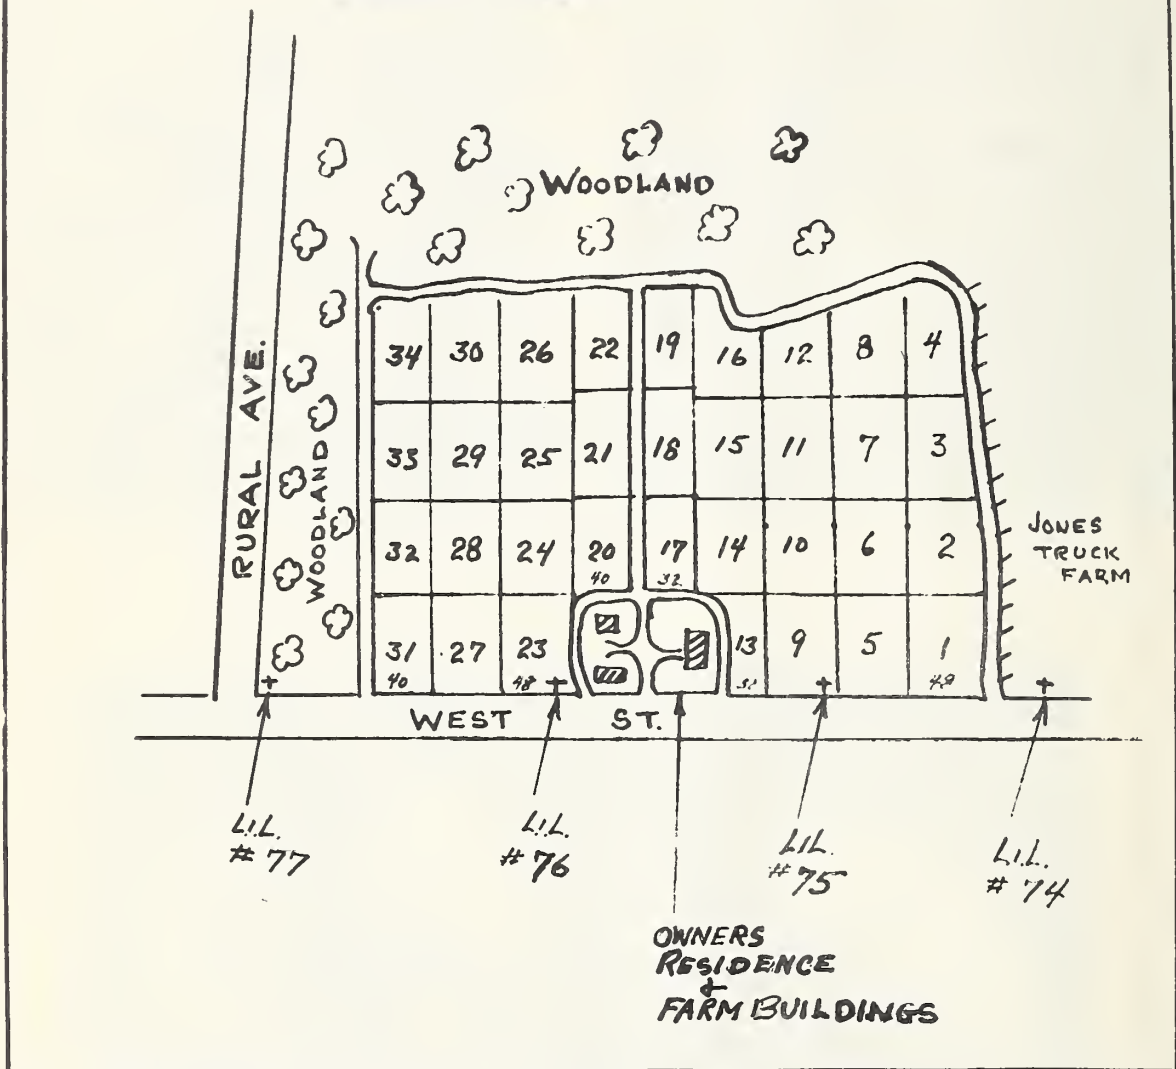 WOODLAND
RURAL AVE.
WOODLAND
34 30 26 22 19 16 12 8 4
33 29 25 21 18 15 11 7 3
32 28 24 20 17 14 10 6 2
40 32
31 27 23 13 9 5 1
40 48 48
JONES
TRUCK
FARM
WEST ST.
L.I.L.
# 77
L.I.L.
# 76
L.I.L.
# 75
L.I.L.
# 74
OWNERS
RESIDENCE
&
FARM BUILDINGS